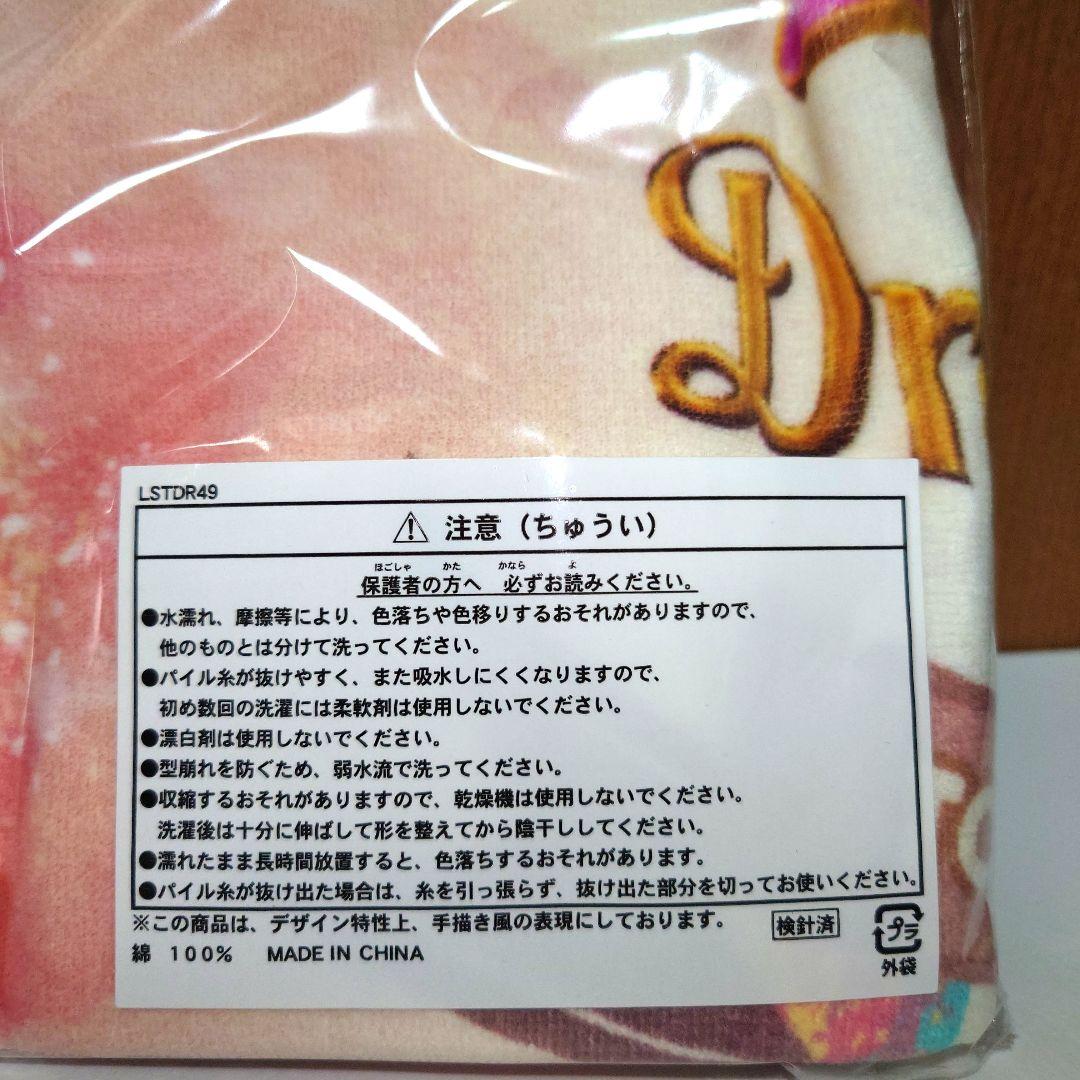 Dr
LSTDR49
注意（ちゅうい）
ほごしゃ かた かなら よ
保護者の方へ 必ずお読みください。
●水濡れ、摩擦等により、色落ちや色移りするおそれがありますので、
他のものとは分けて洗ってください。
●パイル糸が抜けやすく、また吸水しにくくなりますので、
初め数回の洗濯には柔軟剤は使用しないでください。
●漂白剤は使用しないでください。
●型崩れを防ぐため、弱水流で洗ってください。
●収縮するおそれがありますので、乾燥機は使用しないでください。
洗濯後は十分に伸ばして形を整えてから陰干ししてください。
●濡れたまま長時間放置すると、色落ちするおそれがあります。
●パイル糸が抜け出た場合は、糸を引っ張らず、抜け出た部分を切ってお使いください。
※この商品は、デザイン特性上、手描き風の表現にしております。 検針済 プラ
綿 100% MADE IN CHINA 外袋